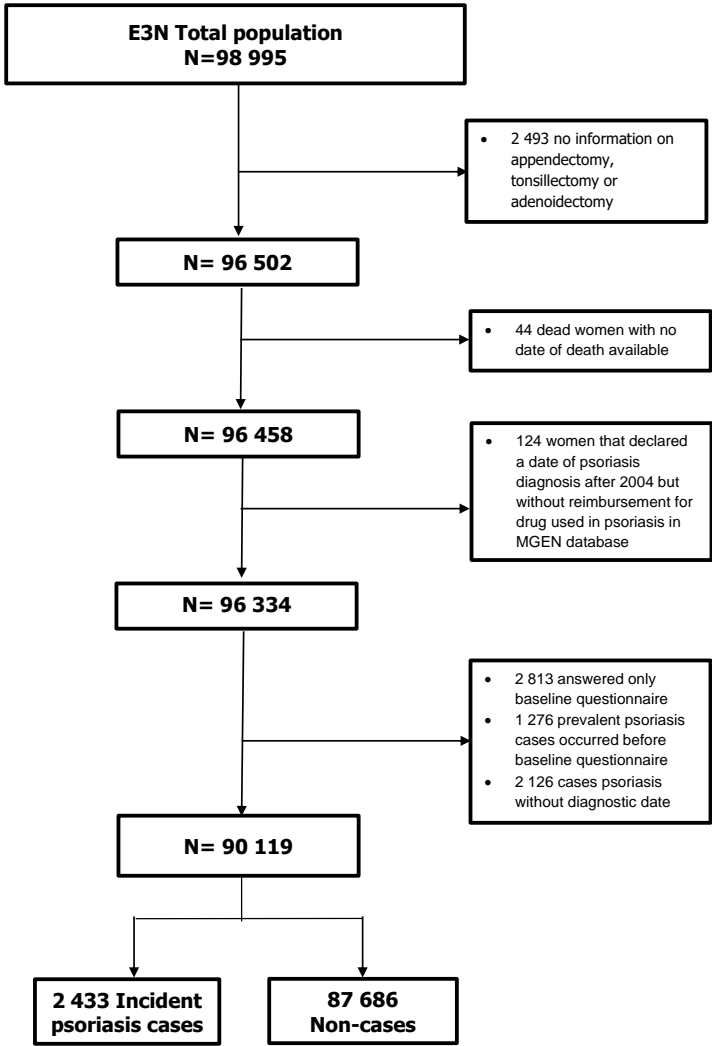 E3N Total population
N=98 995
• 2 493 no information on
appendectomy,
tonsillectomy or
adenoidectomy
N= 96 502
• 44 dead women with no
date of death available
N= 96 458
• 124 women that declared
a date of psoriasis
diagnosis after 2004 but
without reimbursement for
drug used in psoriasis in
MGEN database
N= 96 334
• 2 813 answered only
baseline questionnaire
• 1 276 prevalent psoriasis
cases occurred before
baseline questionnaire
• 2 126 cases psoriasis
without diagnostic date
N= 90 119
2 433 Incident
psoriasis cases
87 686
Non-cases